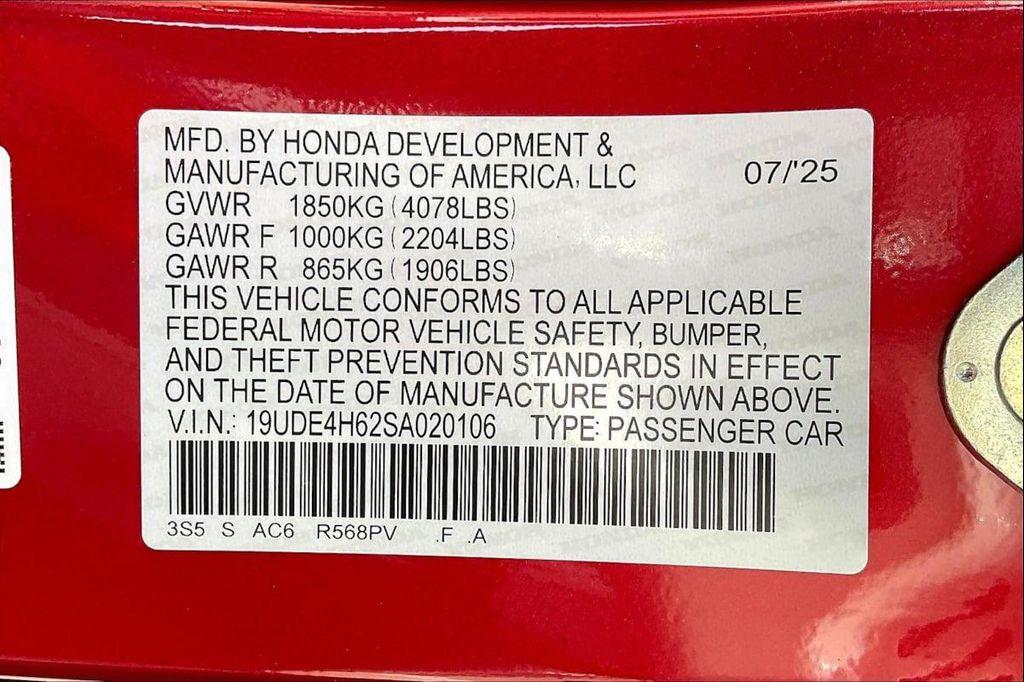 MFD. BY HONDA DEVELOPMENT &
MANUFACTURING OF AMERICA, LLC 07/'25
GVWR 1850KG (4078LBS)
GAWR F 1000KG (2204LBS)
GAWR R 865KG (1906LBS)
THIS VEHICLE CONFORMS TO ALL APPLICABLE
FEDERAL MOTOR VEHICLE SAFETY, BUMPER,
AND THEFT PREVENTION STANDARDS IN EFFECT
ON THE DATE OF MANUFACTURE SHOWN ABOVE.
V.I.N.: 19UDE4H62SA020106 TYPE: PASSENGER CAR
3S5 S AC6 R568PV .F .A